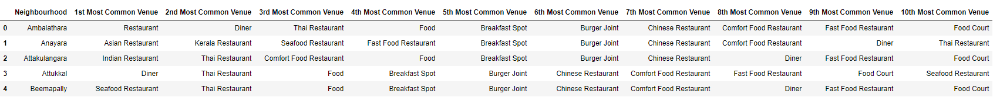 Neighbourhood 1st Most Common Venue 2nd Most Common Venue 3rd Most Common Venue 4th Most Common Venue 5th Most Common Venue 6th Most Common Venue 7th Most Common Venue 8th Most Common Venue 9th Most Common Venue 10th Most Common Venue
0 Ambalathara Restaurant Diner Thai Restaurant Food Breakfast Spot Burger Joint Chinese Restaurant Comfort Food Restaurant Fast Food Restaurant Food Court
1 Anayara Asian Restaurant Kerala Restaurant Seafood Restaurant Fast Food Restaurant Breakfast Spot Burger Joint Chinese Restaurant Comfort Food Restaurant Diner Thai Restaurant
2 Attakulangara Indian Restaurant Thai Restaurant Comfort Food Restaurant Food Breakfast Spot Burger Joint Chinese Restaurant Diner Fast Food Restaurant Food Court
3 Attukkal Diner Thai Restaurant Food Breakfast Spot Burger Joint Chinese Restaurant Comfort Food Restaurant Fast Food Restaurant Food Court Seafood Restaurant
4 Beemapally Seafood Restaurant Thai Restaurant Food Breakfast Spot Burger Joint Chinese Restaurant Comfort Food Restaurant Diner Fast Food Restaurant Food Court